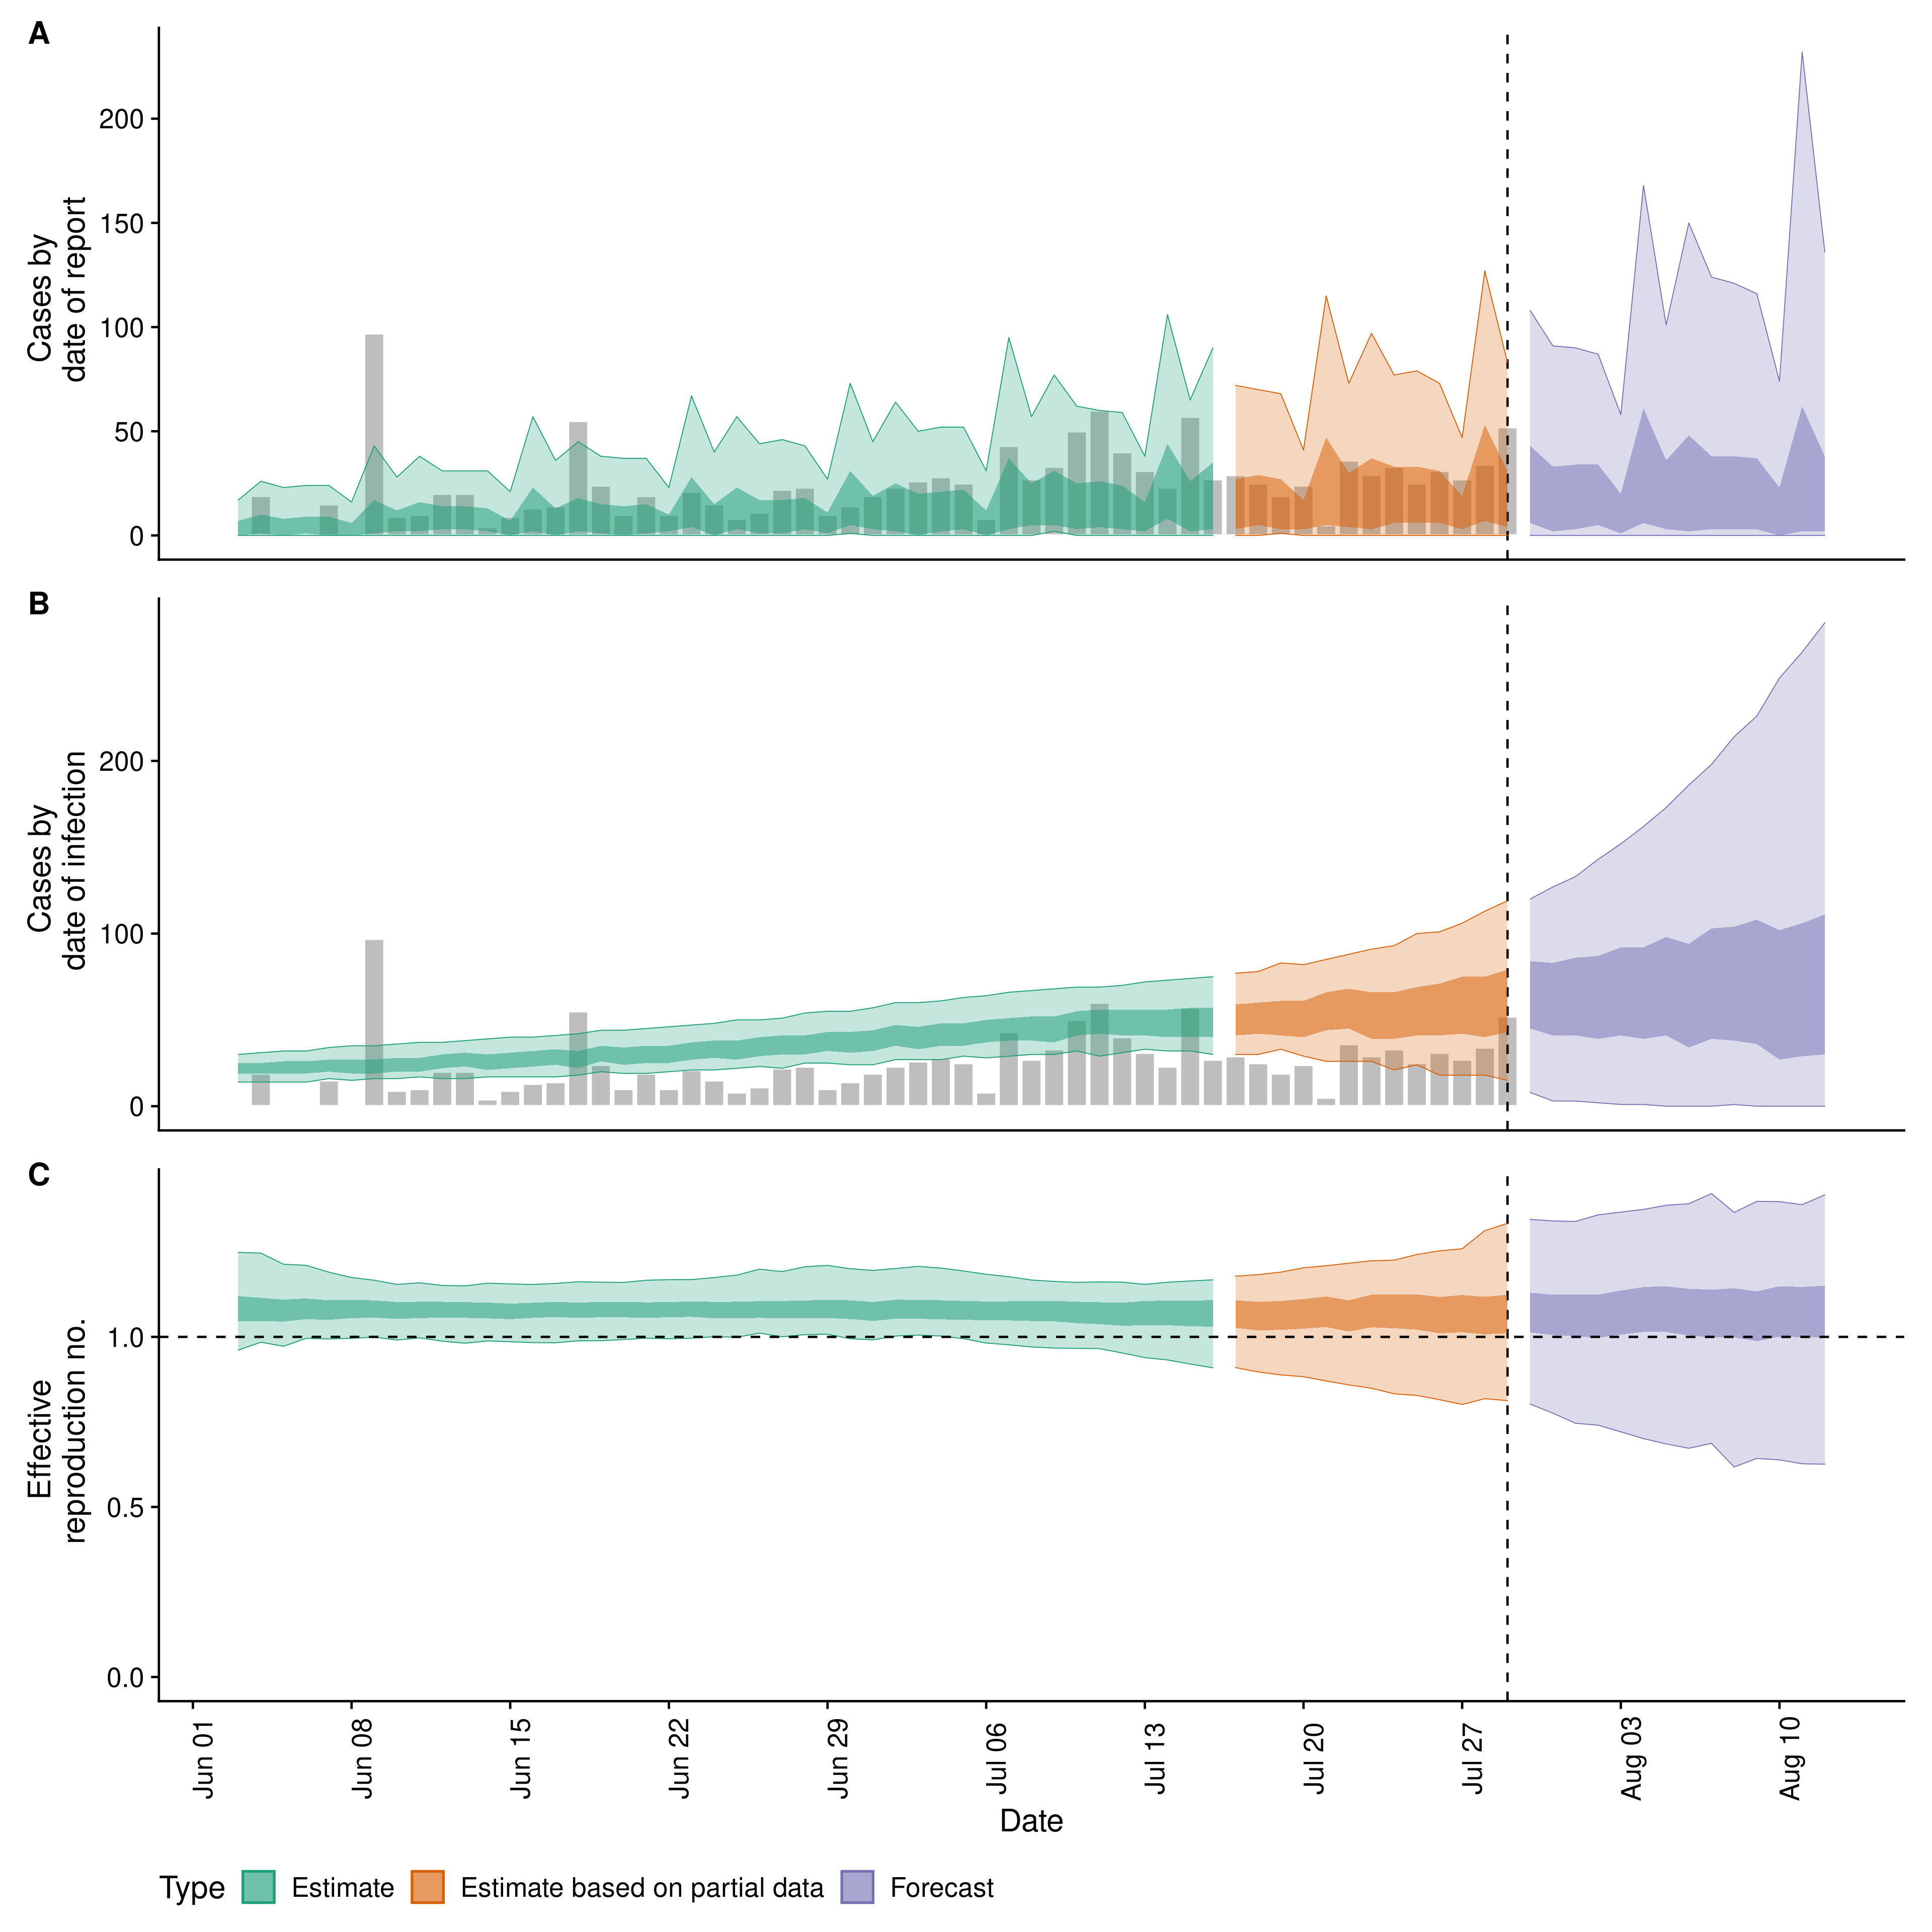 A
Cases by
date of report
200
150
100
50
0
B
Cases by
date of infection
200
100
0
C
Effective
reproduction no.
1.0
0.5
0.0
Jun 01
Jun 08
Jun 15
Jun 22
Jun 29
Jul 06
Jul 13
Jul 20
Jul 27
Aug 03
Aug 10
Date
Type Estimate Estimate based on partial data Forecast